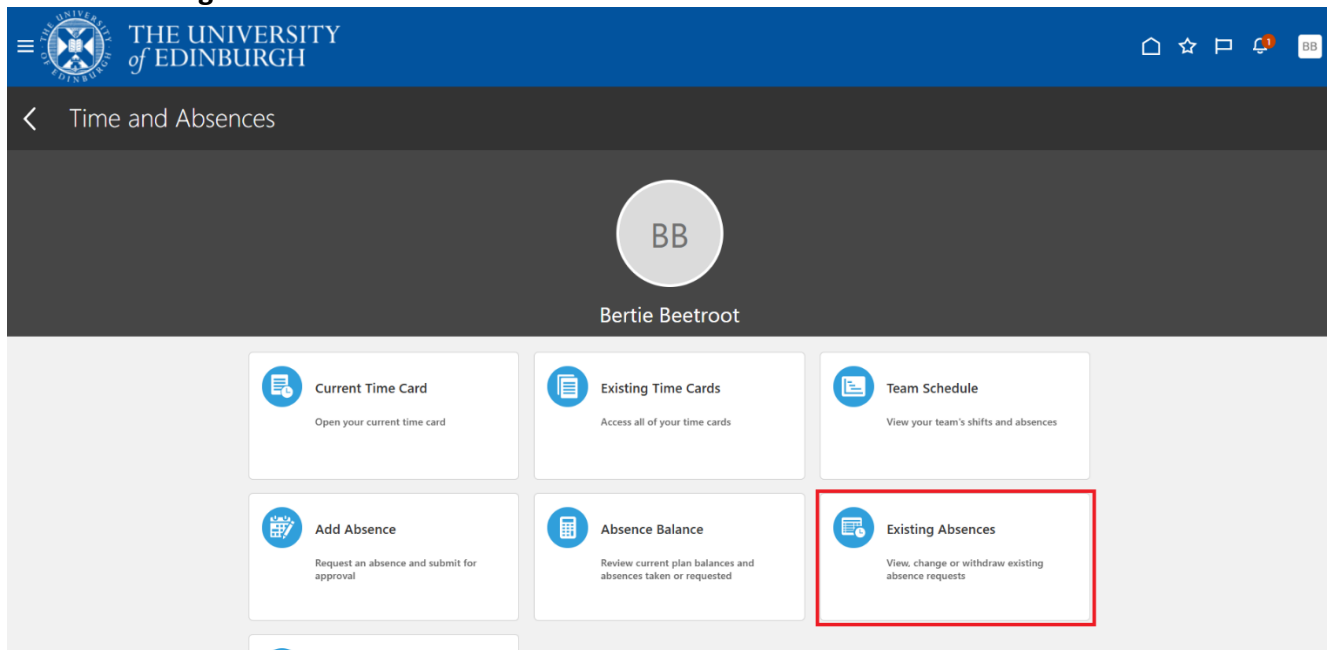 THE UNIVERSITY
of EDINBURGH
1
BB
Time and Absences
BB
Bertie Beetroot
Current Time Card
Open your current time card
Existing Time Cards
Access all of your time cards
Team Schedule
View your team's shifts and absences
Add Absence
Request an absence and submit for
approval
Absence Balance
Review current plan balances and
absences taken or requested
Existing Absences
View, change or withdraw existing
absence requests